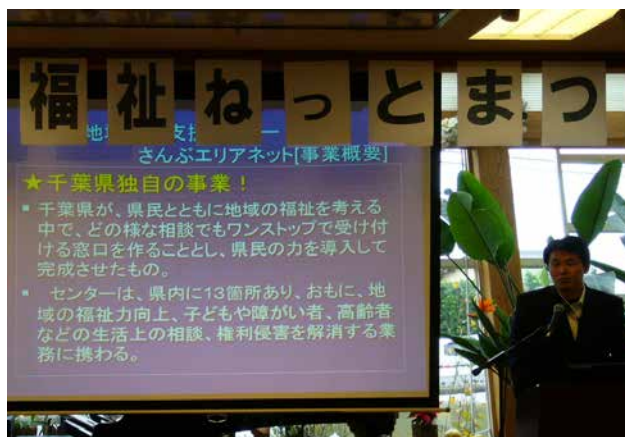 福祉ねっとまつ
地 支
さんぶエリアネット[事業概要]
★千葉県独自の事業！
▪ 千葉県が、県民とともに地域の福祉を考える
中で、どの様な相談でもワンストップで受け付
ける窓口を作ることとし、県民の力を導入して
完成させたもの。
▪ センターは、県内に13箇所あり、おもに、地
域の福祉力向上、子どもや障がい者、高齢者
などの生活上の相談、権利侵害を解消する業
務に携わる。